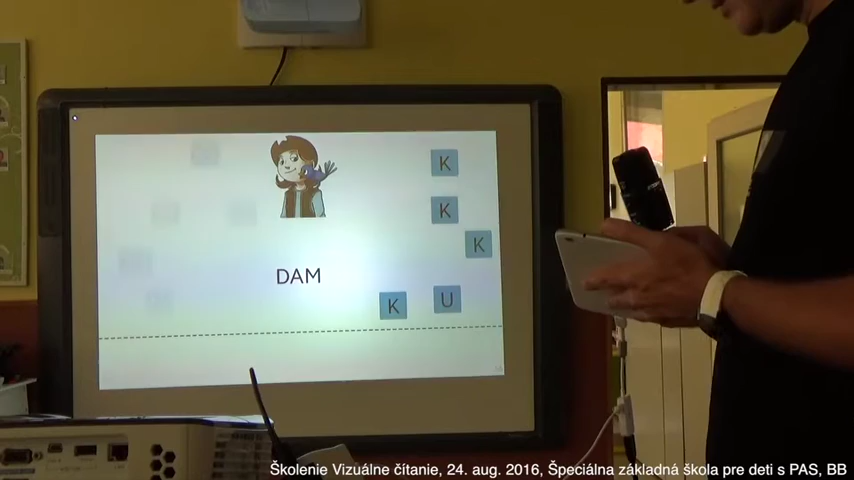 K
K
K
DAM
K
U
Školenie Vizuálne čítanie, 24. aug. 2016, Špeciálna základná škola pre deti s PAS, BB